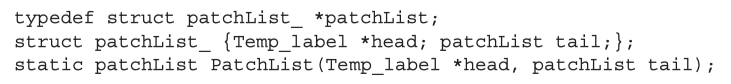 typedef struct patchList_ *patchList;
struct patchList_ {Temp_label *head; patchList tail;};
static patchList PatchList(Temp_label *head, patchList tail);